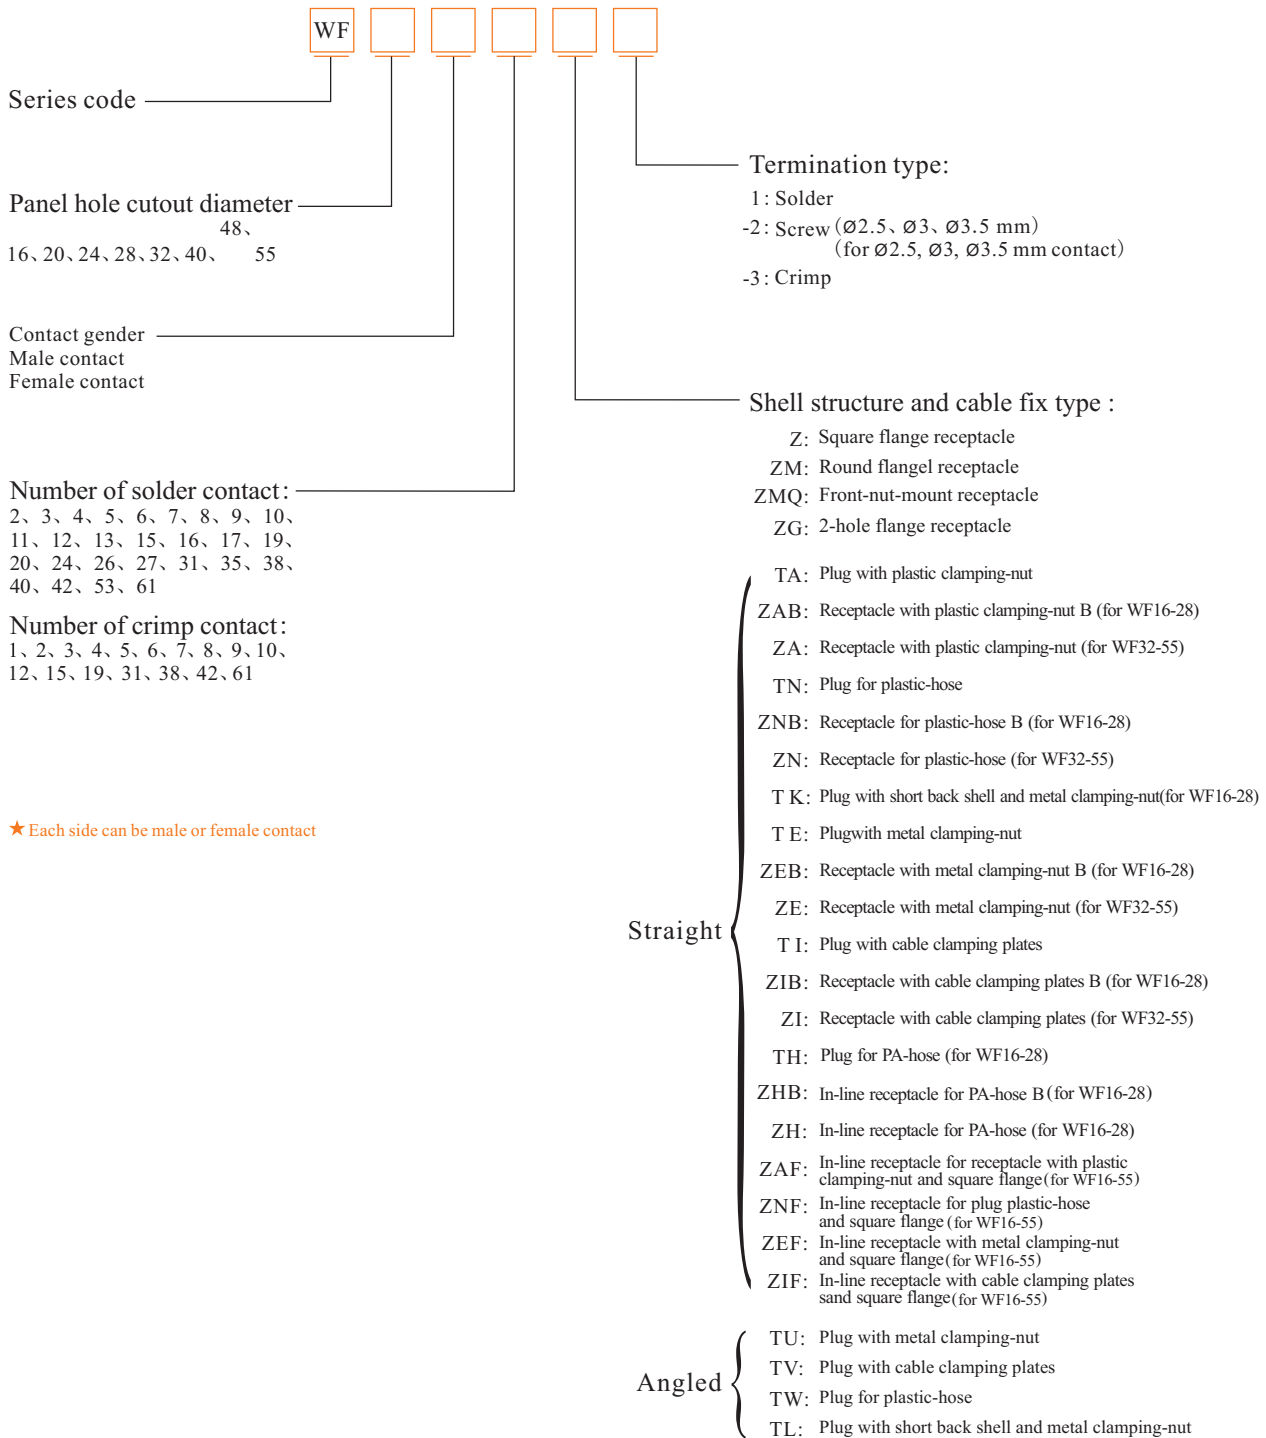 WF
Series code
Panel hole cutout diameter
48、
16、20、24、28、32、40、 55
Contact gender
Male contact
Female contact
Number of solder contact:
2、3、4、5、6、7、8、9、10、
11、12、13、15、16、17、19、
20、24、26、27、31、35、38、
40、42、53、61
Number of crimp contact:
1、2、3、4、5、6、7、8、9、10、
12、15、19、31、38、42、61
★Each side can be male or female contact
Termination type:
1: Solder
-2: Screw (Ø2.5、Ø3、Ø3.5 mm)
(for Ø2.5, Ø3, Ø3.5 mm contact)
-3: Crimp
Shell structure and cable fix type :
Z: Square flange receptacle
ZM: Round flangel receptacle
ZMQ: Front-nut-mount receptacle
ZG: 2-hole flange receptacle
Straight
TA: Plug with plastic clamping-nut
ZAB: Receptacle with plastic clamping-nut B (for WF16-28)
ZA: Receptacle with plastic clamping-nut (for WF32-55)
TN: Plug for plastic-hose
ZNB: Receptacle for plastic-hose B (for WF16-28)
ZN: Receptacle for plastic-hose (for WF32-55)
T K: Plug with short back shell and metal clamping-nut(for WF16-28)
T E: Plugwith metal clamping-nut
ZEB: Receptacle with metal clamping-nut B (for WF16-28)
ZE: Receptacle with metal clamping-nut (for WF32-55)
T I: Plug with cable clamping plates
ZIB: Receptacle with cable clamping plates B (for WF16-28)
ZI: Receptacle with cable clamping plates (for WF32-55)
TH: Plug for PA-hose (for WF16-28)
ZHB: In-line receptacle for PA-hose B (for WF16-28)
ZH: In-line receptacle for PA-hose (for WF16-28)
ZAF: In-line receptacle for receptacle with plastic
clamping-nut and square flange (for WF16-55)
ZNF: In-line receptacle for plug plastic-hose
and square flange (for WF16-55)
ZEF: In-line receptacle with metal clamping-nut
and square flange (for WF16-55)
ZIF: In-line receptacle with cable clamping plates
sand square flange (for WF16-55)
Angled
TU: Plug with metal clamping-nut
TV: Plug with cable clamping plates
TW: Plug for plastic-hose
TL: Plug with short back shell and metal clamping-nut